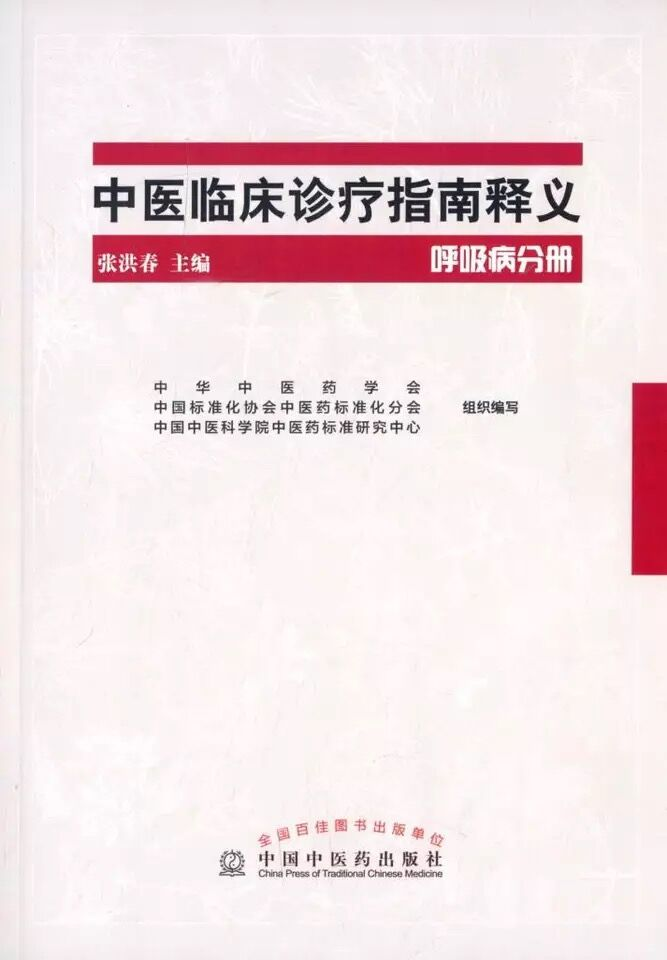 中医临床诊疗指南释义
张洪春 主编 呼吸病分册
中华中医药学会
中国标准化协会中医药标准化分会 组织编写
中国中医科学院中医药标准研究中心
全国百佳图书出版单位
中国中医药出版社
China Press of Traditional Chinese Medicine